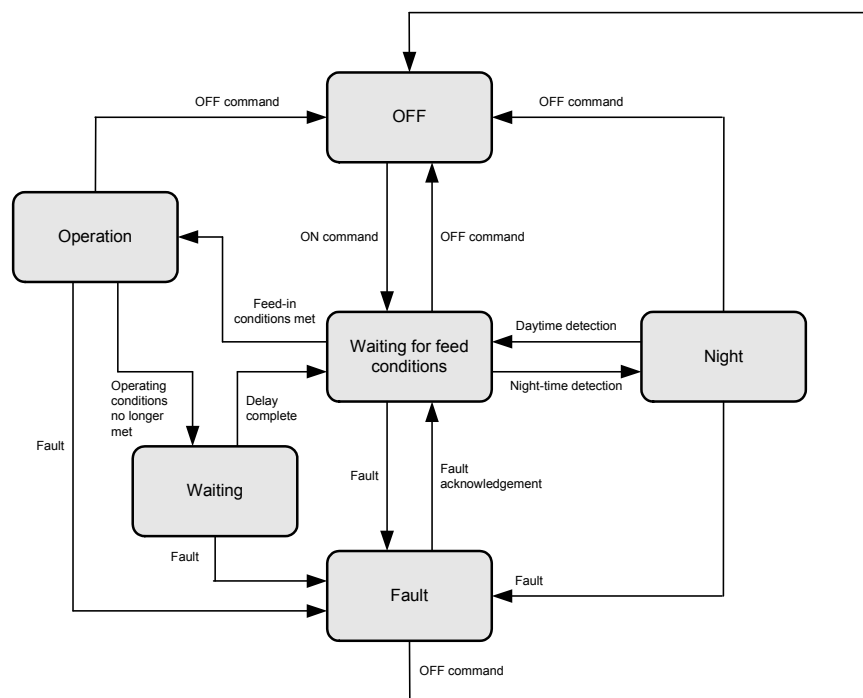 OFF command
OFF
OFF command
Operation
ON command
OFF command
Feed-in
conditions met
Waiting for feed
conditions
Daytime detection
Night
Night-time detection
Operating
conditions
no longer
met
Delay
complete
Fault
Waiting
Fault
Fault
acknowledgement
Fault
Fault
Fault
OFF command